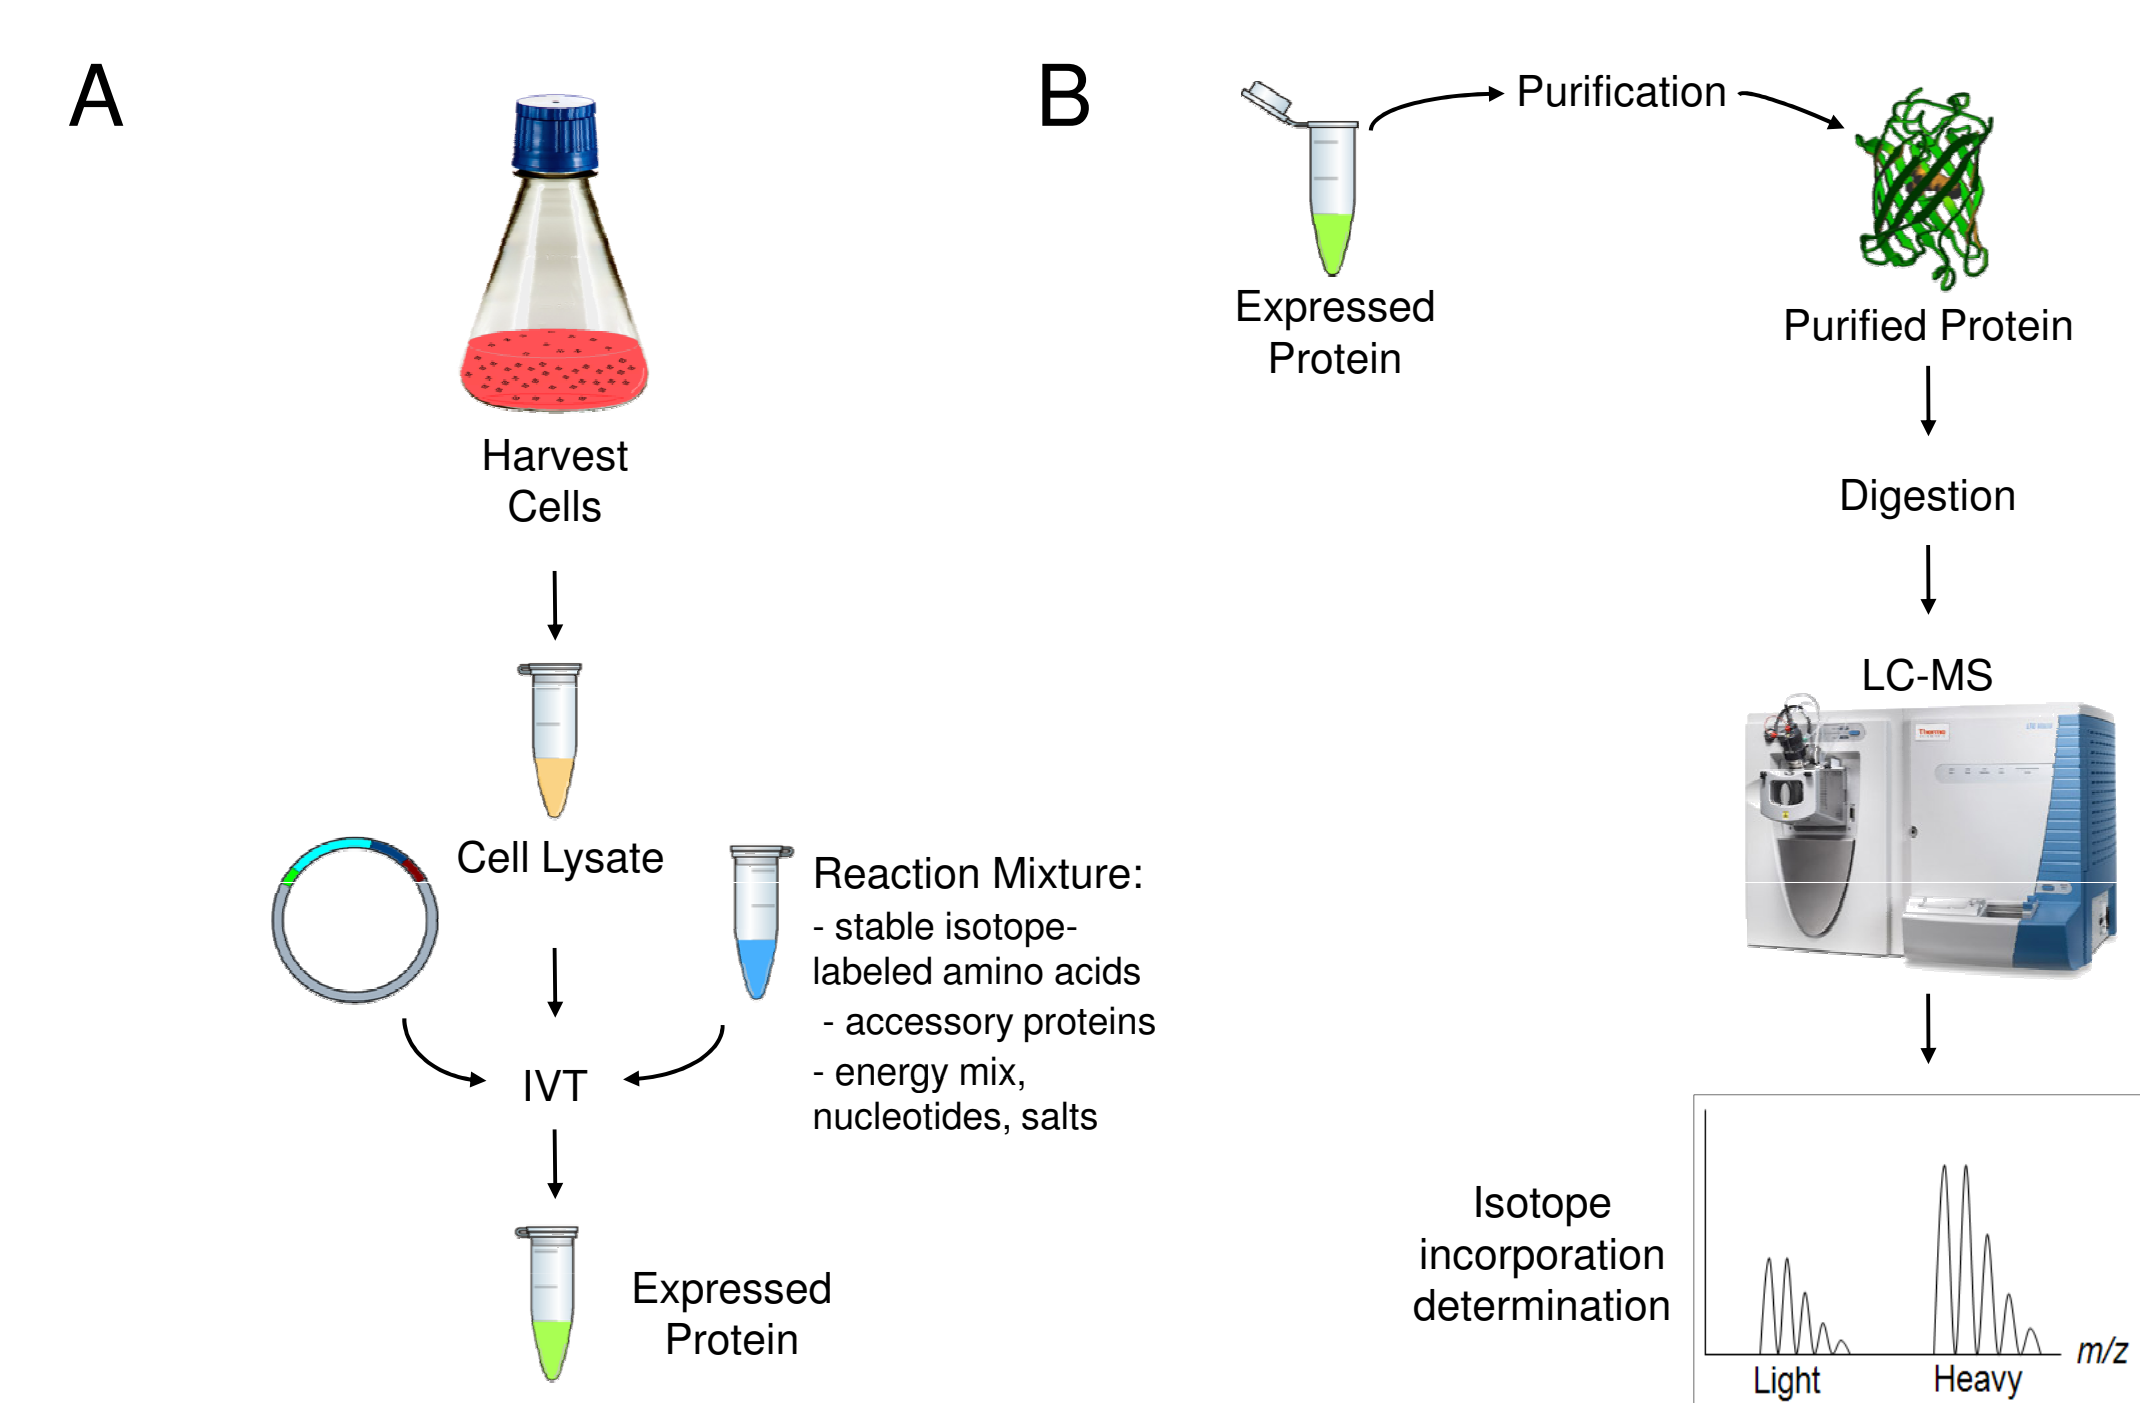 A
Harvest
Cells
Cell Lysate
Reaction Mixture:
- stable isotope-
labeled amino acids
- accessory proteins
- energy mix,
nucleotides, salts
IVT
Expressed
Protein
B
Purification
Expressed
Protein
Purified Protein
Digestion
LC-MS
Thermo
Isotope
incorporation
determination
m/z
Light
Heavy